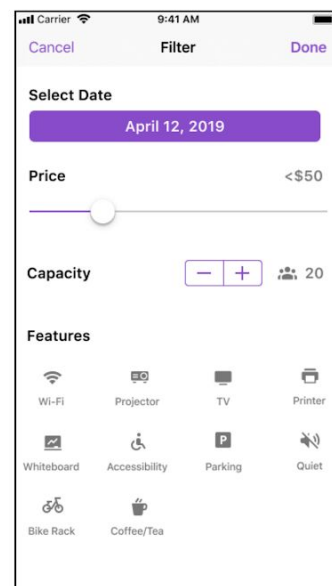 Carrier 9:41 AM
Cancel Filter Done
Select Date
April 12, 2019
Price <$50
Capacity − + 20
Features
Wi-Fi Projector TV Printer
P
Whiteboard Accessibility Parking Quiet
Bike Rack Coffee/Tea